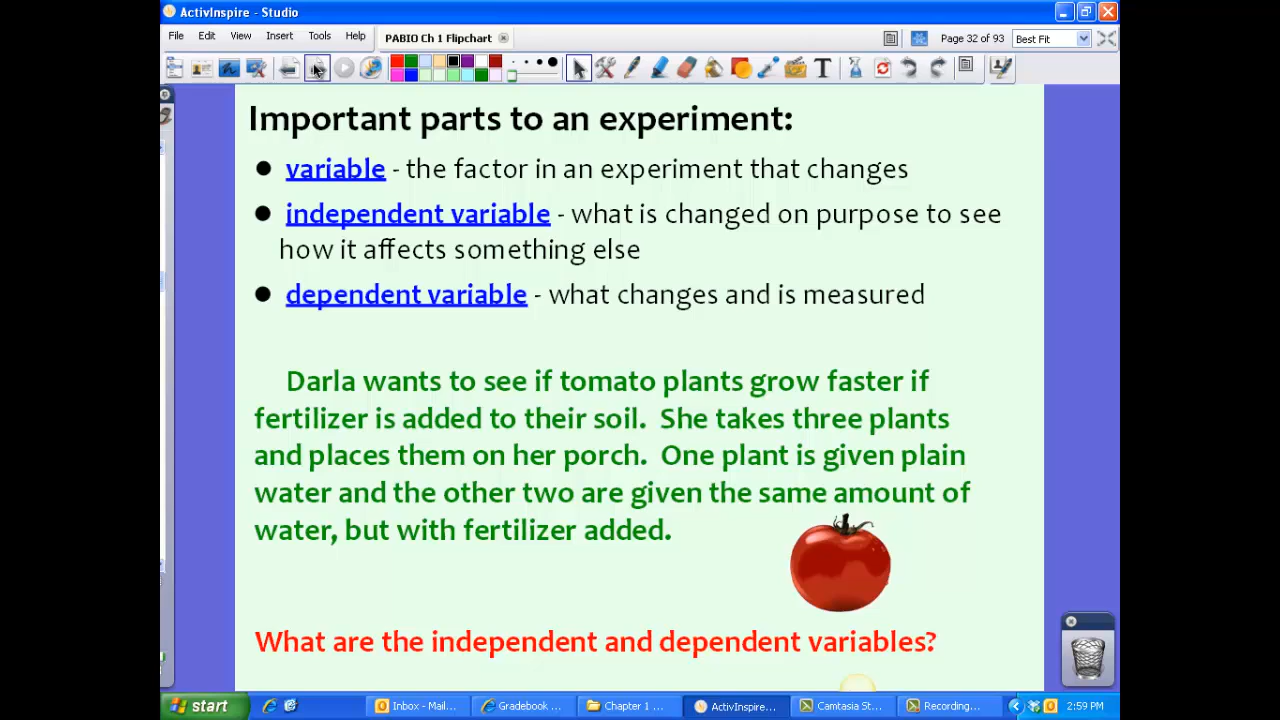 ActivInspire - Studio
File Edit View Insert Tools Help
PABIO Ch 1 Flipchart
Page 32 of 93
Best Fit
Important parts to an experiment:
● variable - the factor in an experiment that changes
● independent variable - what is changed on purpose to see
how it affects something else
● dependent variable - what changes and is measured
Darla wants to see if tomato plants grow faster if
fertilizer is added to their soil. She takes three plants
and places them on her porch. One plant is given plain
water and the other two are given the same amount of
water, but with fertilizer added.
What are the independent and dependent variables?
start
Inbox - Mail...
Gradebook ...
Chapter 1 ...
ActivInspire...
Camtasia St...
Recording...
2:59 PM